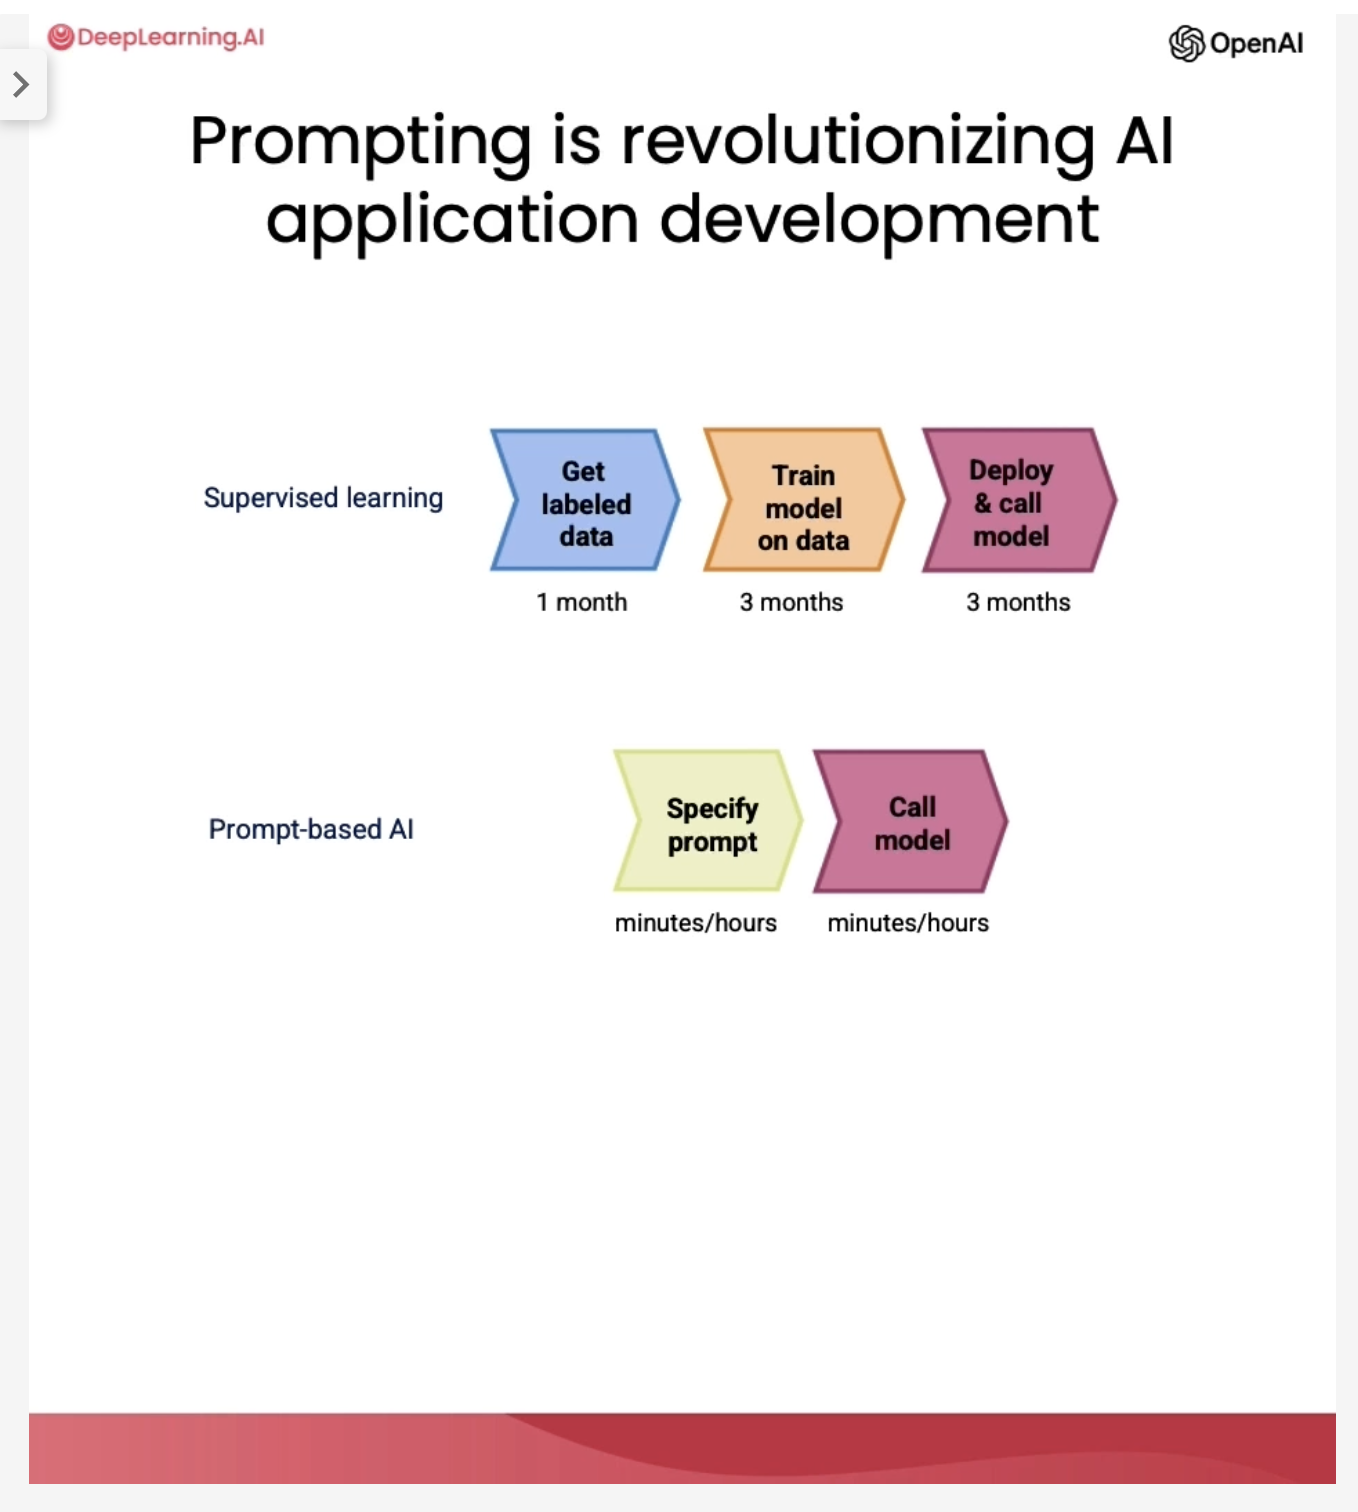 DeepLearning.AI
OpenAI
Prompting is revolutionizing AI
application development
Supervised learning
Get
labeled
data
Train
model
on data
Deploy
& call
model
1 month
3 months
3 months
Prompt-based AI
Specify
prompt
Call
model
minutes/hours
minutes/hours